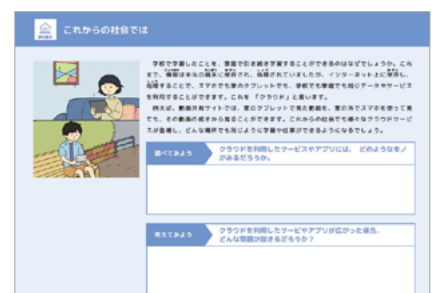 これからの社会では
学校で学習したことを、家庭で引き続き学習することができるのはなぜでしょうか。これ
まで、情報は手元の端末に保存され、処理されていましたが、インターネット上に保存し、
処理することで、スマホでも家のタブレットでも、学校でも家庭でも同じデータやサービス
を利用することができます。これを「クラウド」と言います。
例えば、動画共有サイトでは、家のタブレットで見た動画を、家の外でスマホを使って見
ても、その動画の続きから見ることができます。これからの社会でも様々なクラウドサービ
スが登場し、どんな場所でも同じように学習や仕事ができるようになるでしょう。
調べてみよう
クラウドを利用したサービスやアプリには、どのようなモノ
があるだろうか。
考えてみよう
クラウドを利用したサービやアプリが広がった場合、
どんな問題が起きるだろうか？